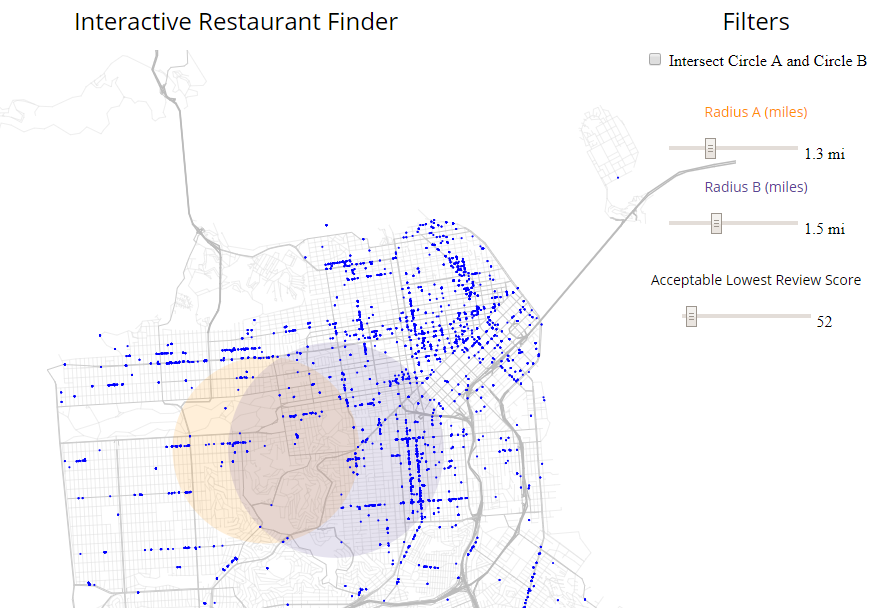 Interactive Restaurant Finder
Filters
Intersect Circle A and Circle B
Radius A (miles)
1.3 mi
Radius B (miles)
1.5 mi
Acceptable Lowest Review Score
52